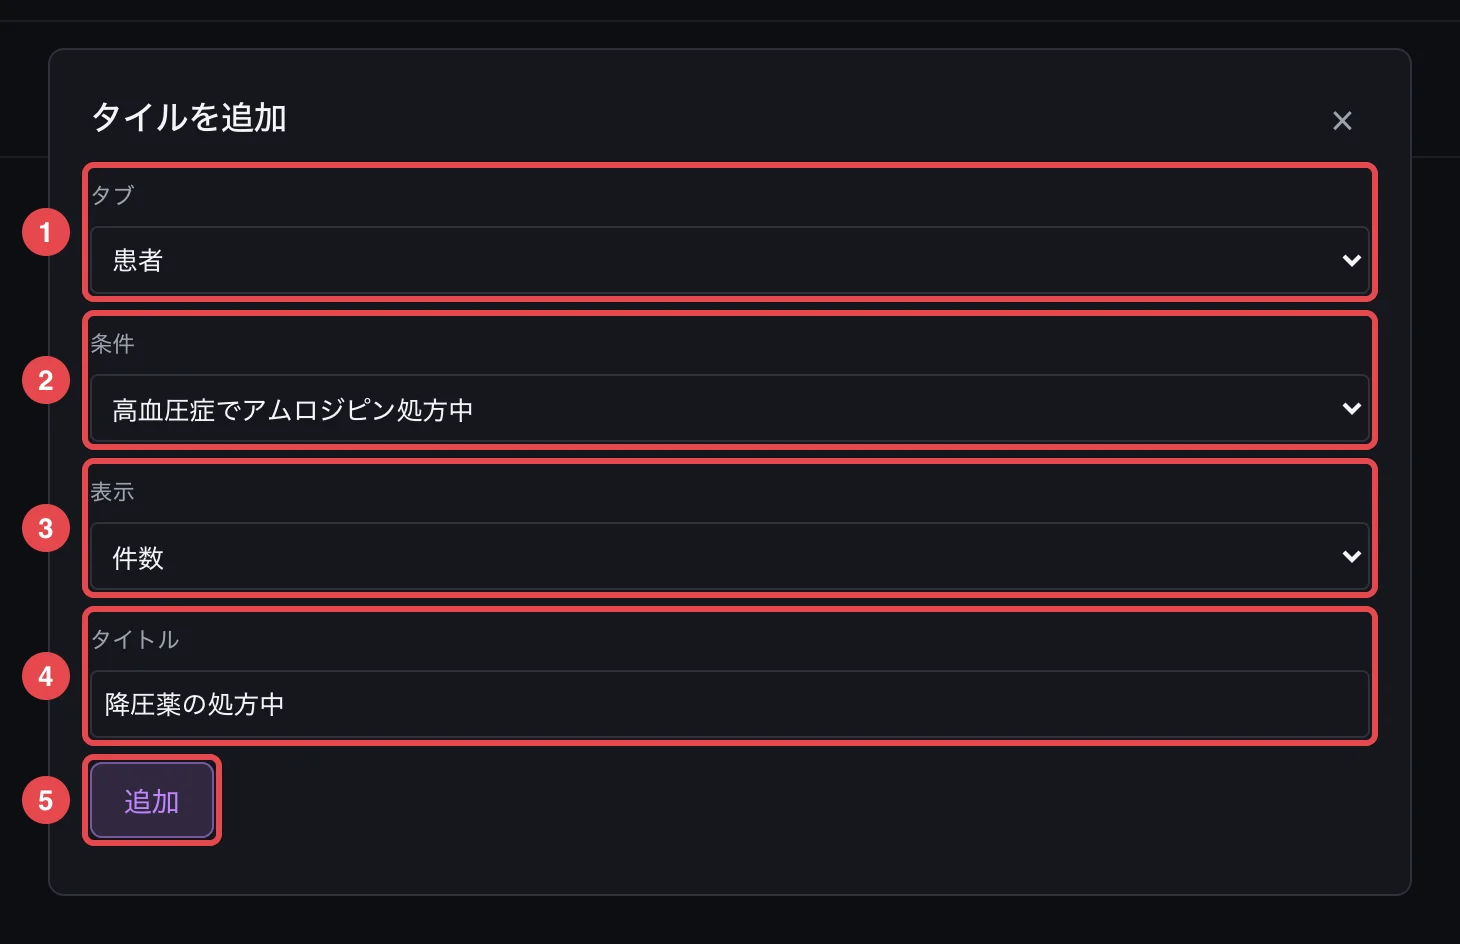 タイルを追加
×
タブ
1
患者
条件
2
高血圧症でアムロジピン処方中
表示
3
件数
タイトル
4
降圧薬の処方中
5
追加